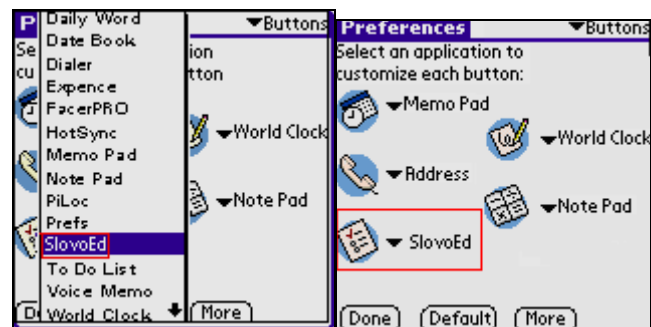 P
Daily Word
Date Book
Dialer
Expence
FacerPRO
HotSync
Memo Pad
Note Pad
PiLoc
Prefs
SlovoEd
To Do List
Voice Memo
World Clock
Buttons
Se
ion
cu
tton
World Clock
Note Pad
D
More
Preferences
Buttons
Select an application to
customize each button:
Memo Pad
World Clock
Address
Note Pad
SlovoEd
Done Default More